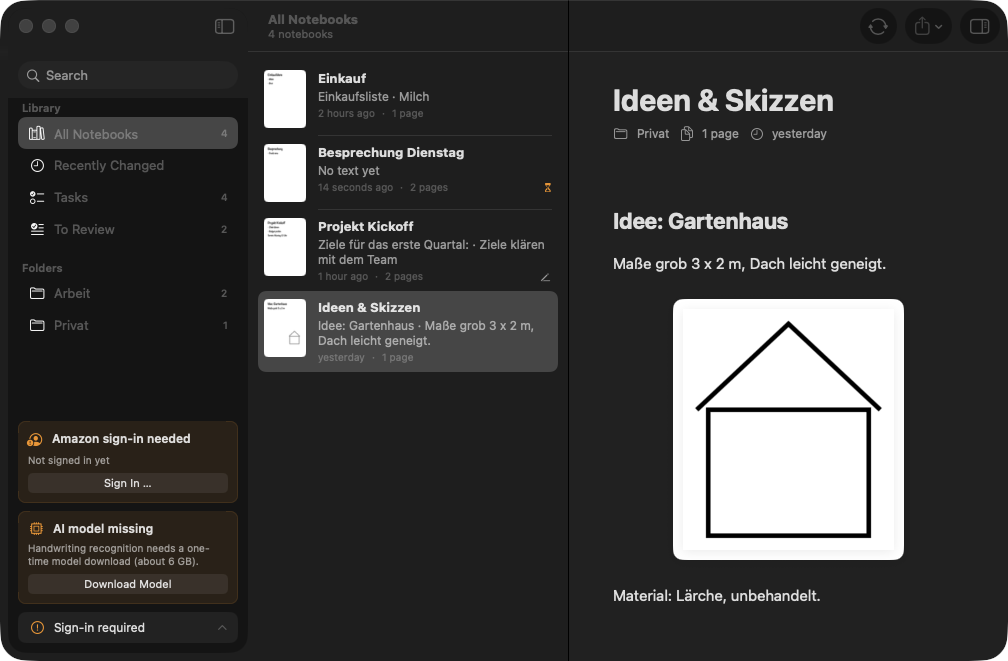 All Notebooks
4 notebooks
Search
Library
All Notebooks 4
Recently Changed
Tasks 4
To Review 2
Folders
Arbeit 2
Privat 1
Amazon sign-in needed
Not signed in yet
Sign In ...
AI model missing
Handwriting recognition needs a one-
time model download (about 6 GB).
Download Model
Sign-in required
Einkauf
Einkaufsliste · Milch
2 hours ago · 1 page
Besprechung Dienstag
No text yet
14 seconds ago · 2 pages
Projekt Kickoff
Ziele für das erste Quartal: · Ziele klären
mit dem Team
1 hour ago · 2 pages
Ideen & Skizzen
Idee: Gartenhaus · Maße grob 3 x 2 m,
Dach leicht geneigt.
yesterday · 1 page
Ideen & Skizzen
Privat 1 page yesterday
Idee: Gartenhaus
Maße grob 3 x 2 m, Dach leicht geneigt.
Material: Lärche, unbehandelt.